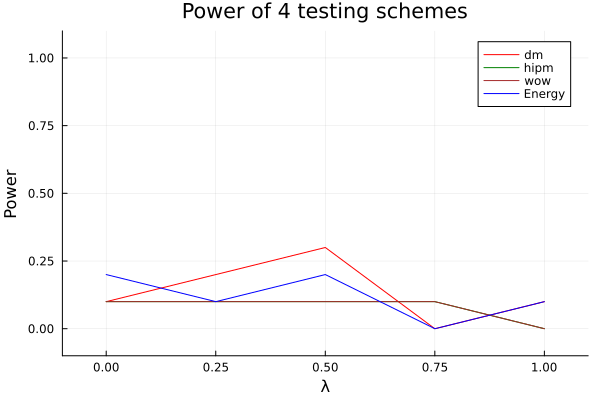 Power of 4 testing schemes
dm
hipm
wow
Energy
Power
1.00
0.75
0.50
0.25
0.00
0.00 0.25 0.50 0.75 1.00
λ